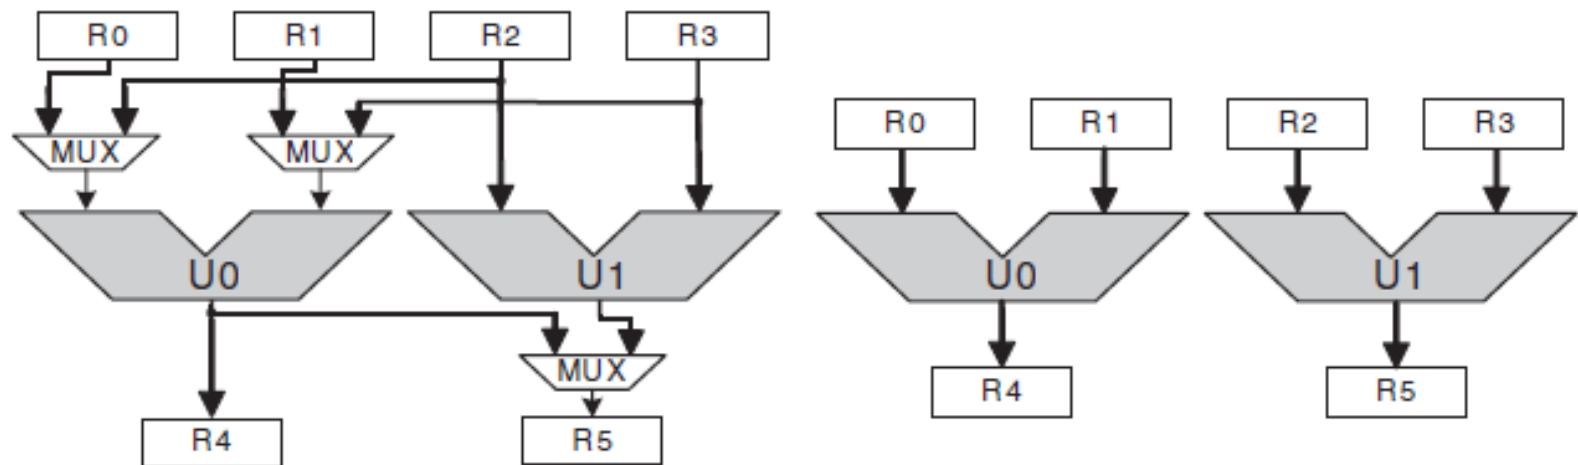 R0 R1 R2 R3
R0 R1 R2 R3
MUX MUX
U0 U1
U0 U1
MUX
R4 R5
R4 R5